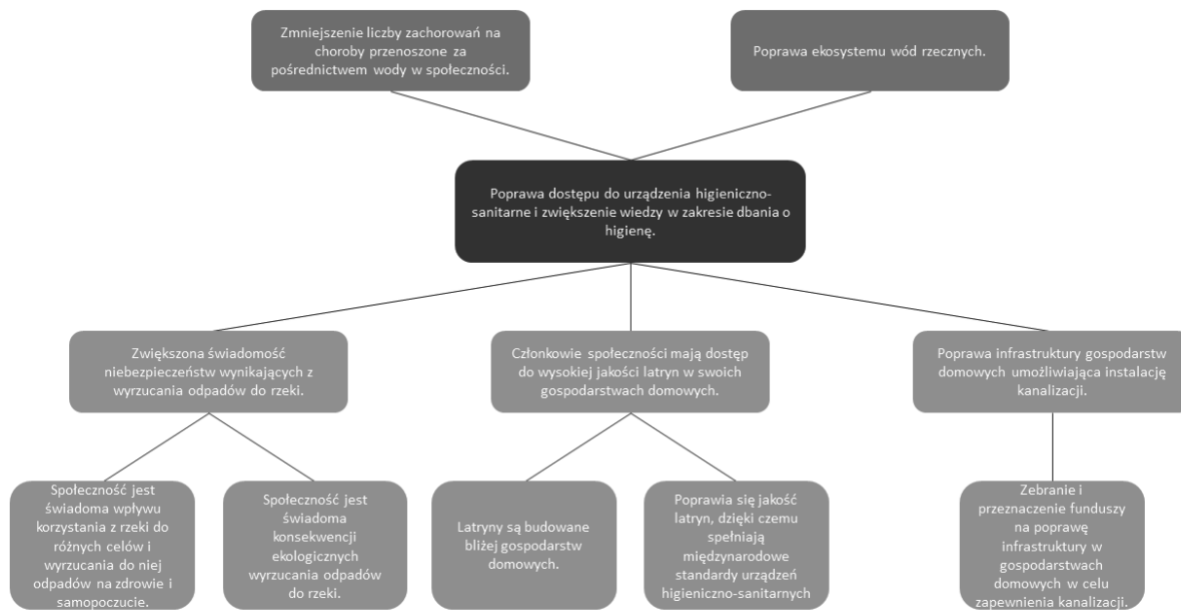 Zmniejszenie liczby zachorowań na
choroby przenoszone za
pośrednictwem wody w społeczności.
Poprawa ekosystemu wód rzecznych.
Poprawa dostępu do urządzenia higieniczno-
sanitarne i zwiększenie wiedzy w zakresie dbania o
higienę.
Zwiększona świadomość
niebezpieczeństw wynikających z
wyrzucania odpadów do rzeki.
Członkowie społeczności mają dostęp
do wysokiej jakości latryn w swoich
gospodarstwach domowych.
Poprawa infrastruktury gospodarstw
domowych umożliwiająca instalację
kanalizacji.
Społeczność jest
świadoma wpływu
korzystania z rzeki do
różnych celów i
wyrzucania do niej
odpadów na zdrowie i
samopoczucie.
Społeczność jest
świadoma
konsekwencji
ekologicznych
wyrzucania odpadów
do rzeki.
Latryny są budowane
bliżej gospodarstw
domowych.
Poprawia się jakość
latryn, dzięki czemu
spełniają
międzynarodowe
standardy urządzeń
higieniczno-sanitarnych
Zebranie i
przeznaczenie funduszy
na poprawę
infrastruktury w
gospodarstwach
domowych w celu
zapewnienia kanalizacji.